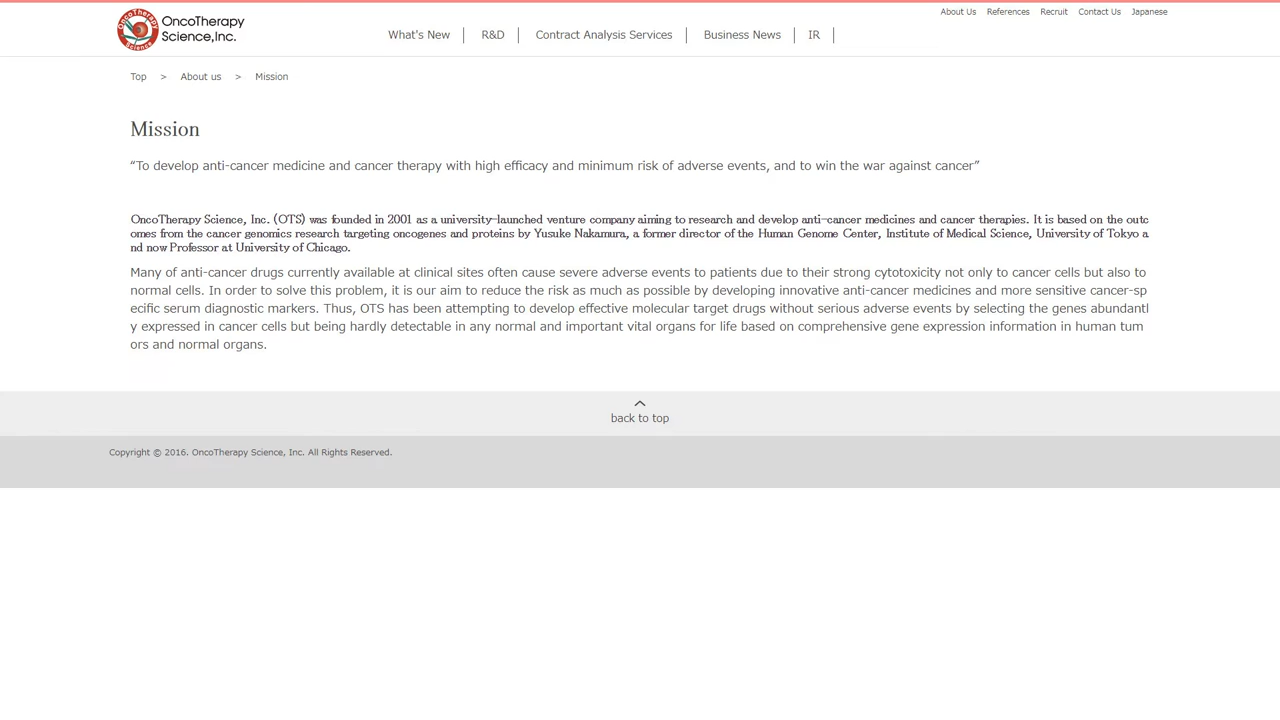 OncoTherapy Science
OncoTherapy
Science,Inc.
About Us References Recruit Contact Us Japanese
What's New R&D Contract Analysis Services Business News IR
Top > About us > Mission
Mission
“To develop anti-cancer medicine and cancer therapy with high efficacy and minimum risk of adverse events, and to win the war against cancer”
OncoTherapy Science, Inc. (OTS) was founded in 2001 as a university-launched venture company aiming to research and develop anti-cancer medicines and cancer therapies. It is based on the outc
omes from the cancer genomics research targeting oncogenes and proteins by Yusuke Nakamura, a former director of the Human Genome Center, Institute of Medical Science, University of Tokyo a
nd now Professor at University of Chicago.
Many of anti-cancer drugs currently available at clinical sites often cause severe adverse events to patients due to their strong cytotoxicity not only to cancer cells but also to
normal cells. In order to solve this problem, it is our aim to reduce the risk as much as possible by developing innovative anti-cancer medicines and more sensitive cancer-sp
ecific serum diagnostic markers. Thus, OTS has been attempting to develop effective molecular target drugs without serious adverse events by selecting the genes abundantl
y expressed in cancer cells but being hardly detectable in any normal and important vital organs for life based on comprehensive gene expression information in human tum
ors and normal organs.
back to top
Copyright © 2016. OncoTherapy Science, Inc. All Rights Reserved.